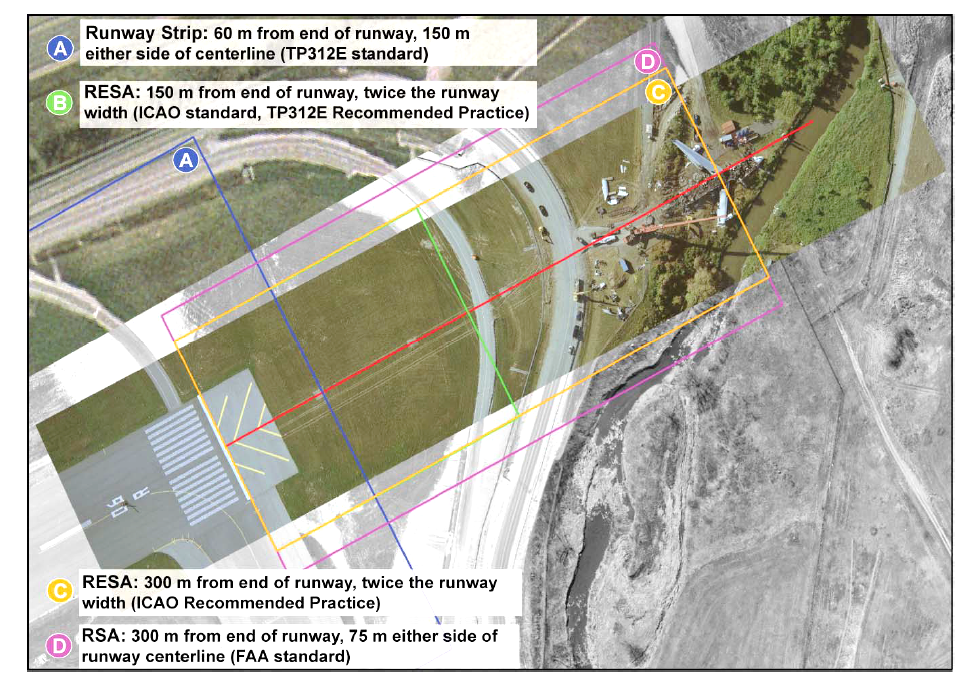 A
Runway Strip: 60 m from end of runway, 150 m
either side of centerline (TP312E standard)
B
RESA: 150 m from end of runway, twice the runway
width (ICAO standard, TP312E Recommended Practice)
D
C
A
C
RESA: 300 m from end of runway, twice the runway
width (ICAO Recommended Practice)
D
RSA: 300 m from end of runway, 75 m either side of
runway centerline (FAA standard)